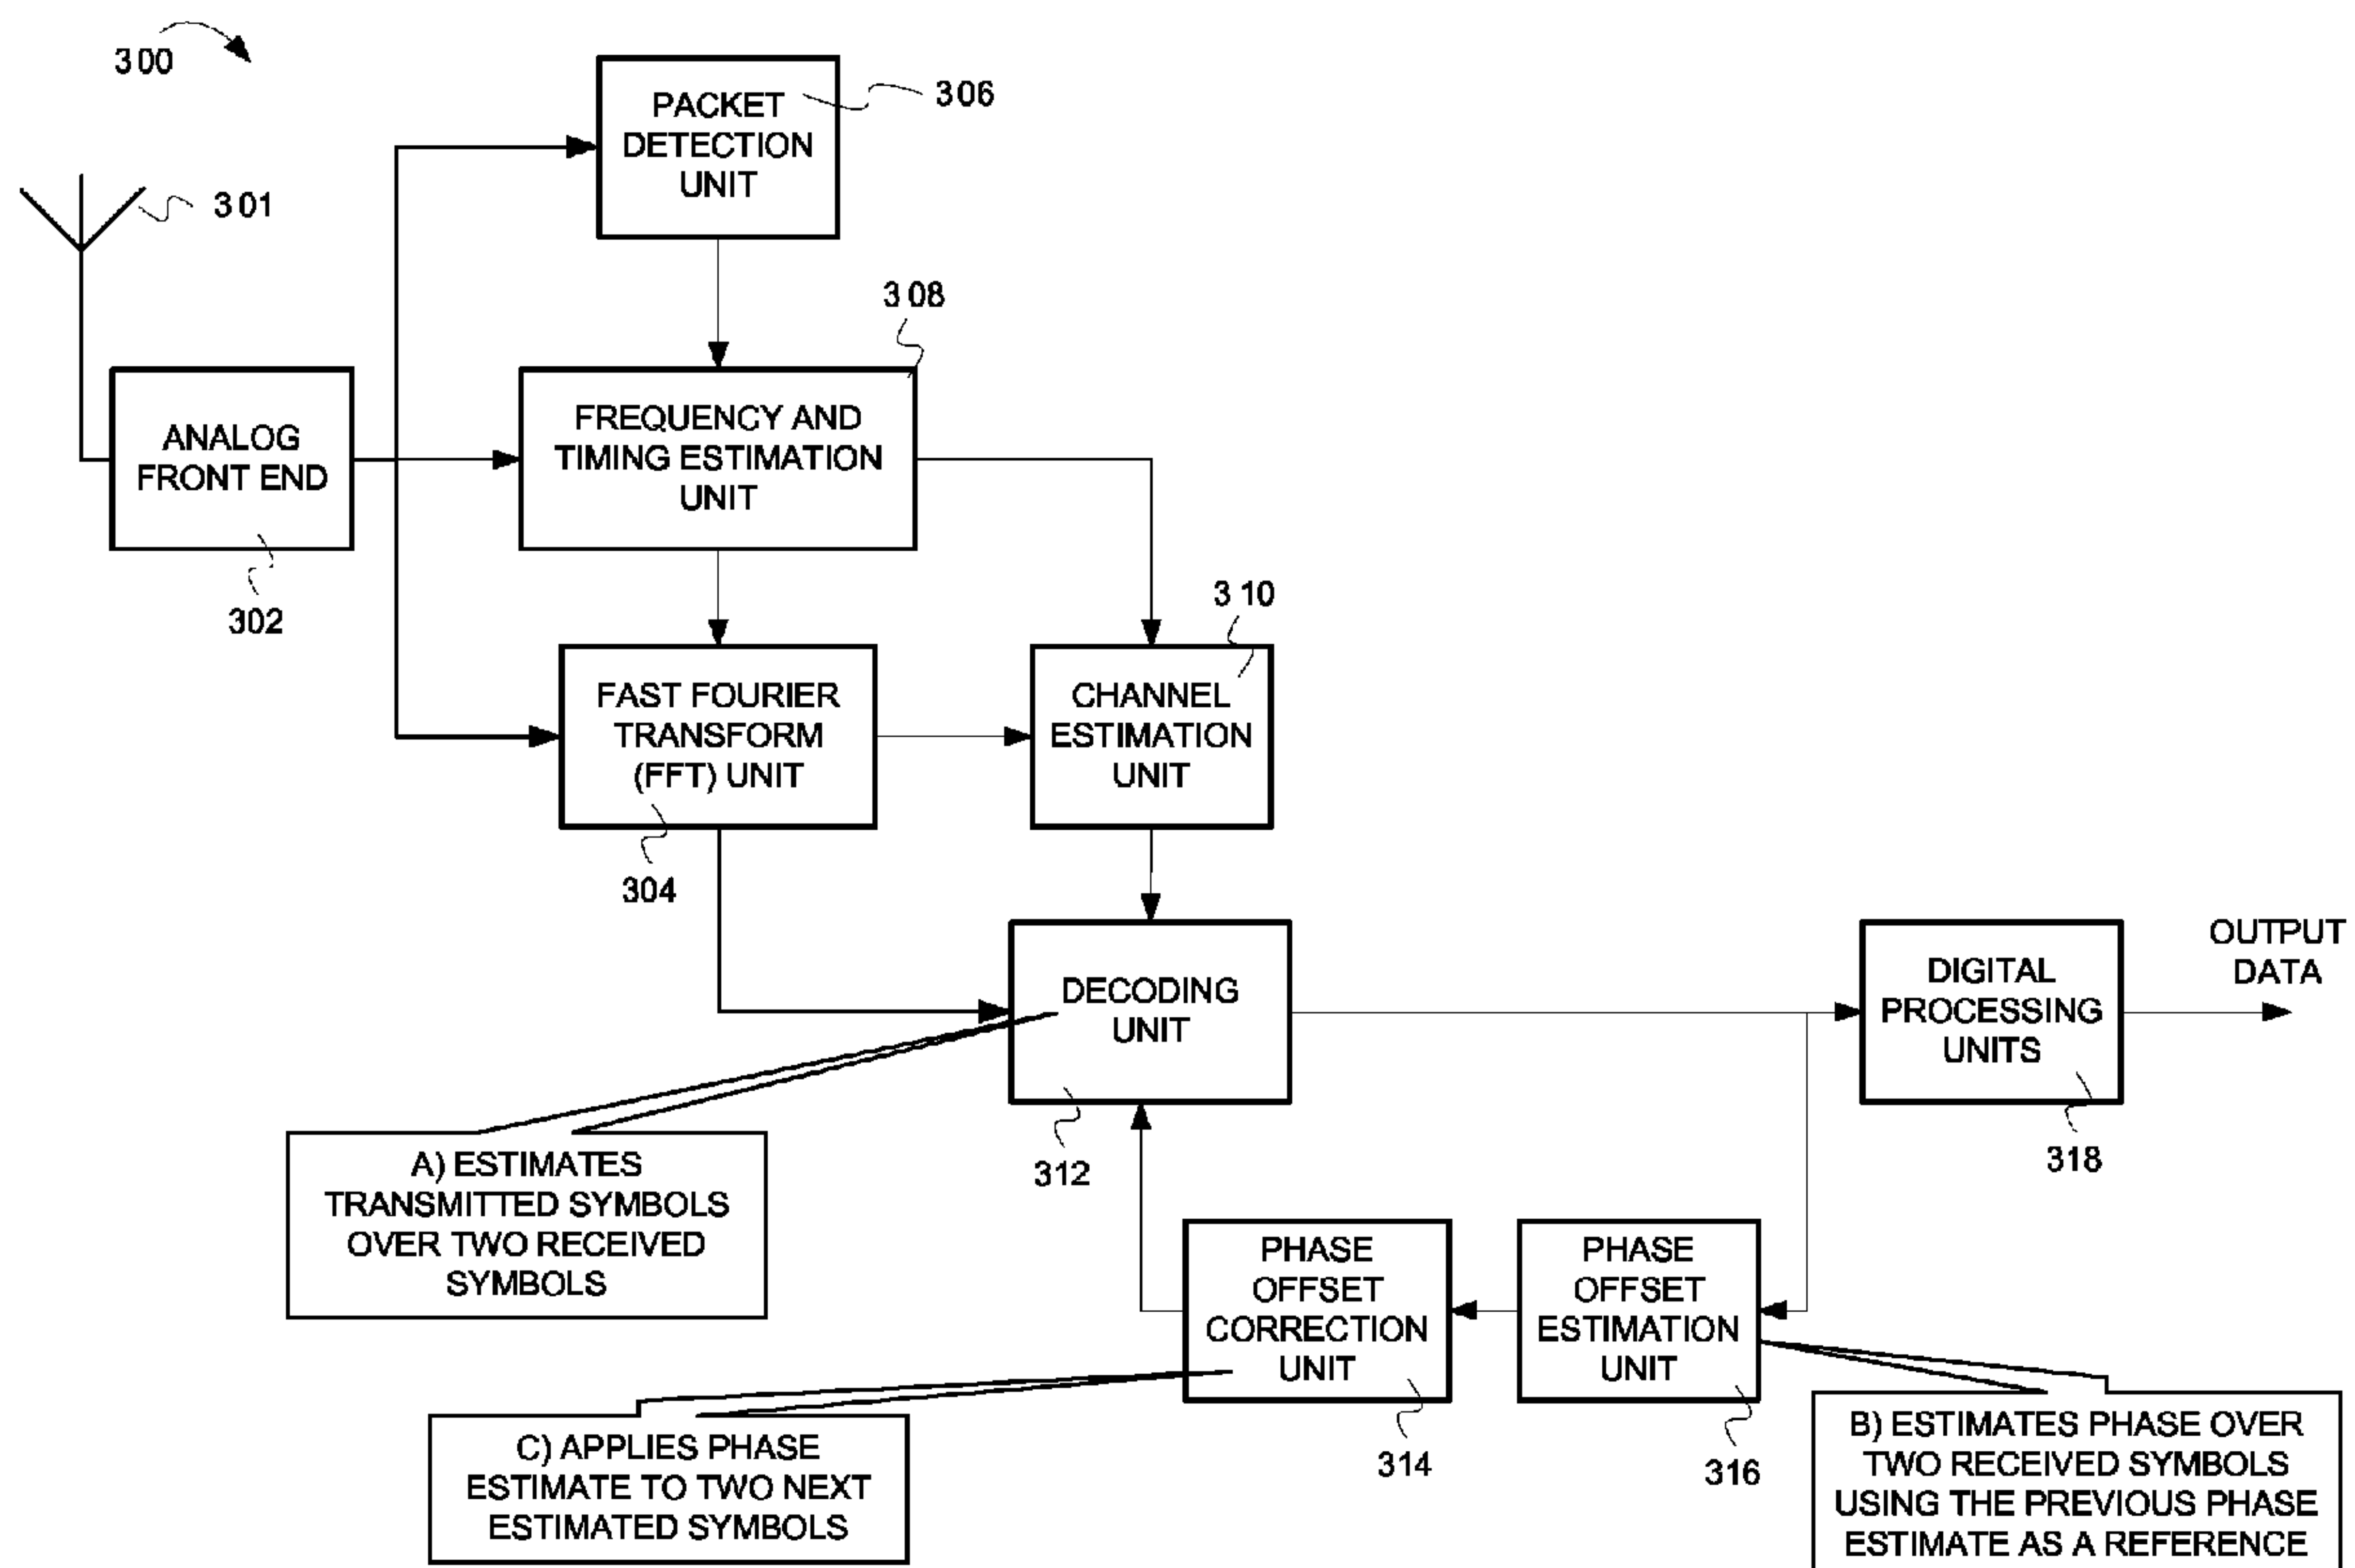 300
PACKET
DETECTION
UNIT
306
301
308
ANALOG
FRONT END
302
FREQUENCY AND
TIMING ESTIMATION
UNIT
310
FAST FOURIER
TRANSFORM
(FFT) UNIT
304
CHANNEL
ESTIMATION
UNIT
DECODING
UNIT
312
DIGITAL
PROCESSING
UNITS
318
OUTPUT
DATA
A) ESTIMATES
TRANSMITTED SYMBOLS
OVER TWO RECEIVED
SYMBOLS
PHASE
OFFSET
CORRECTION
UNIT
314
PHASE
OFFSET
ESTIMATION
UNIT
316
C) APPLIES PHASE
ESTIMATE TO TWO NEXT
ESTIMATED SYMBOLS
B) ESTIMATES PHASE OVER
TWO RECEIVED SYMBOLS
USING THE PREVIOUS PHASE
ESTIMATE AS A REFERENCE